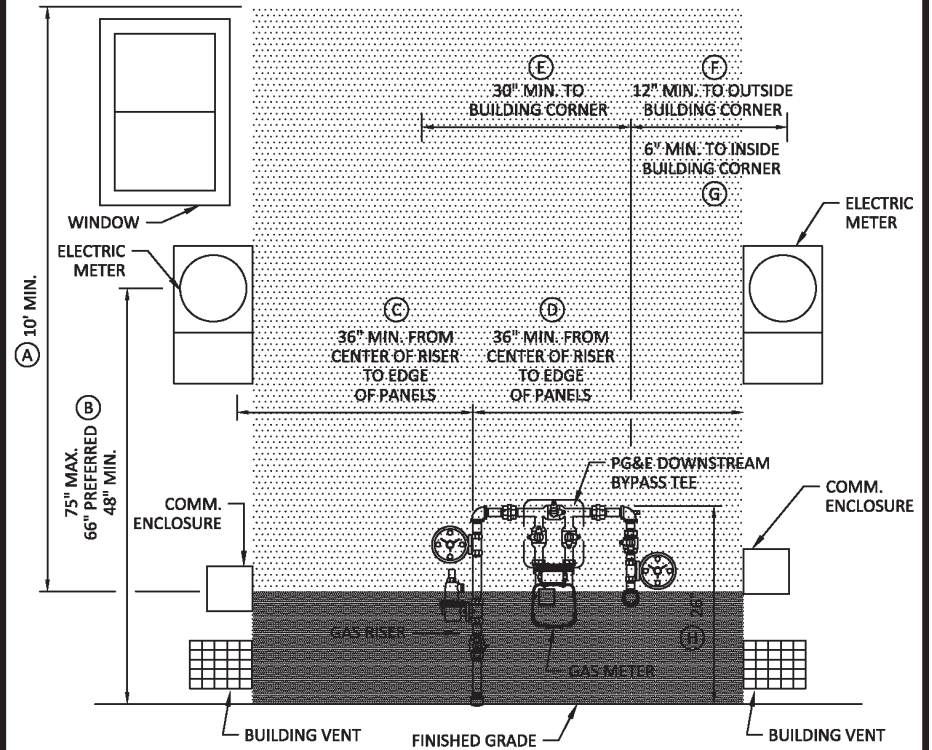 E
30" MIN. TO
BUILDING CORNER
F
12" MIN. TO OUTSIDE
BUILDING CORNER
6" MIN. TO INSIDE
BUILDING CORNER
G
WINDOW
ELECTRIC
METER
ELECTRIC
METER
A 10' MIN.
C
36" MIN. FROM
CENTER OF RISER
TO EDGE
OF PANELS
D
36" MIN. FROM
CENTER OF RISER
TO EDGE
OF PANELS
75" MAX.
66" PREFERRED B
48" MIN.
PG&E DOWNSTREAM
BYPASS TEE
COMM.
ENCLOSURE
COMM.
ENCLOSURE
GAS RISER
GAS METER
H 26"
BUILDING VENT
FINISHED GRADE
BUILDING VENT